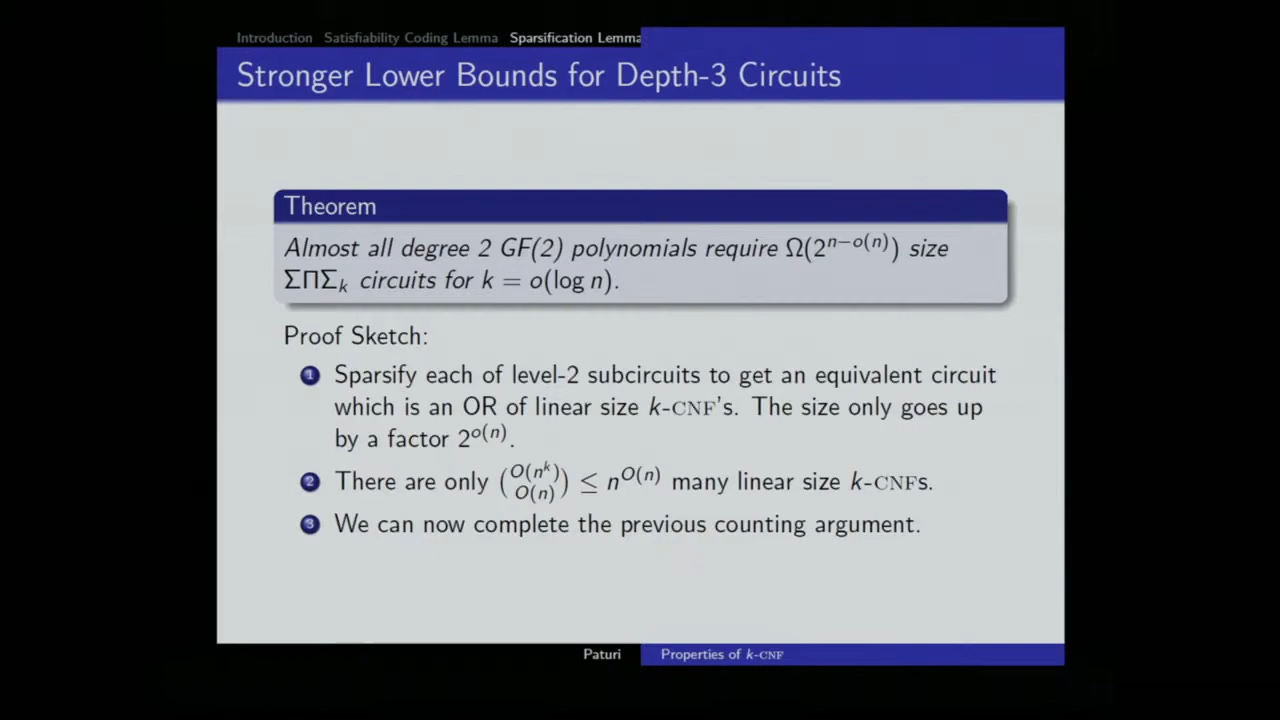 Introduction Satisfiability Coding Lemma Sparsification Lemma
Stronger Lower Bounds for Depth-3 Circuits
Theorem
Almost all degree 2 GF(2) polynomials require Ω(2^{n−o(n)}) size
ΣΠΣ_k circuits for k = o(log n).
Proof Sketch:
1 Sparsify each of level-2 subcircuits to get an equivalent circuit
which is an OR of linear size k-CNF's. The size only goes up
by a factor 2^{o(n)}.
2 There are only \binom{O(n^k)}{O(n)} ≤ n^{O(n)} many linear size k-CNFs.
3 We can now complete the previous counting argument.
Paturi Properties of k-CNF